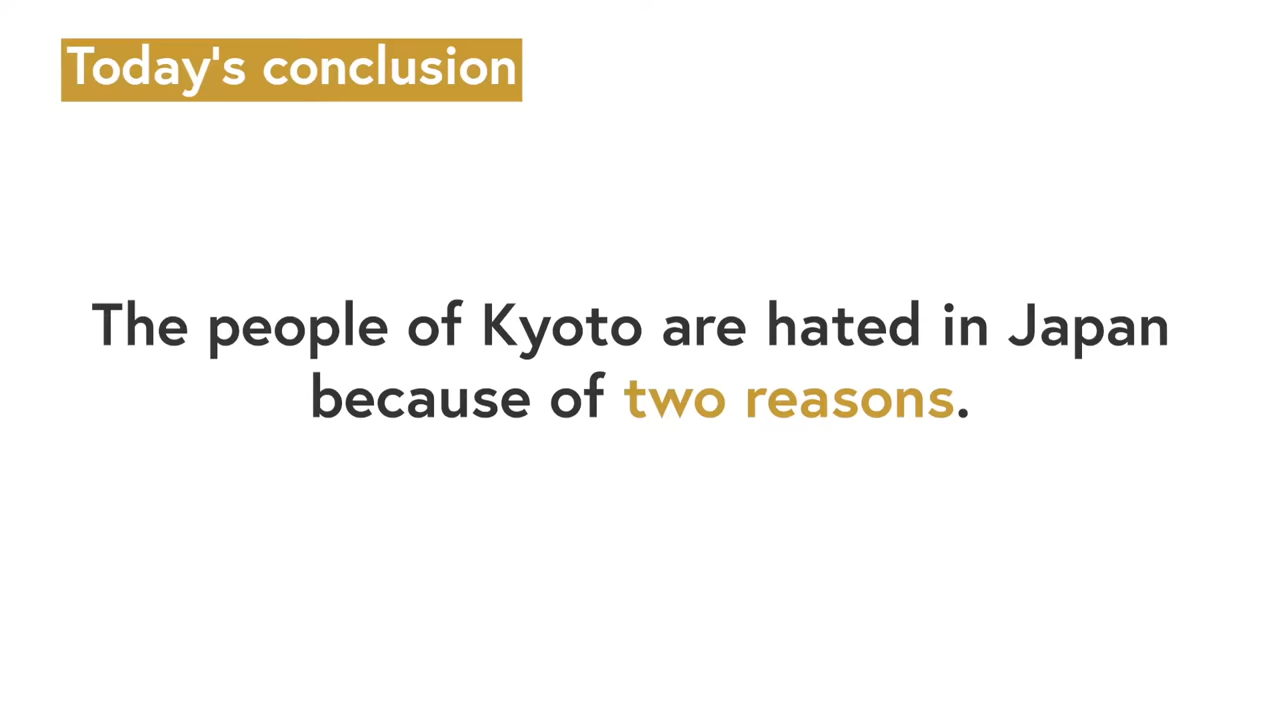 Today's conclusion
The people of Kyoto are hated in Japan
because of two reasons.